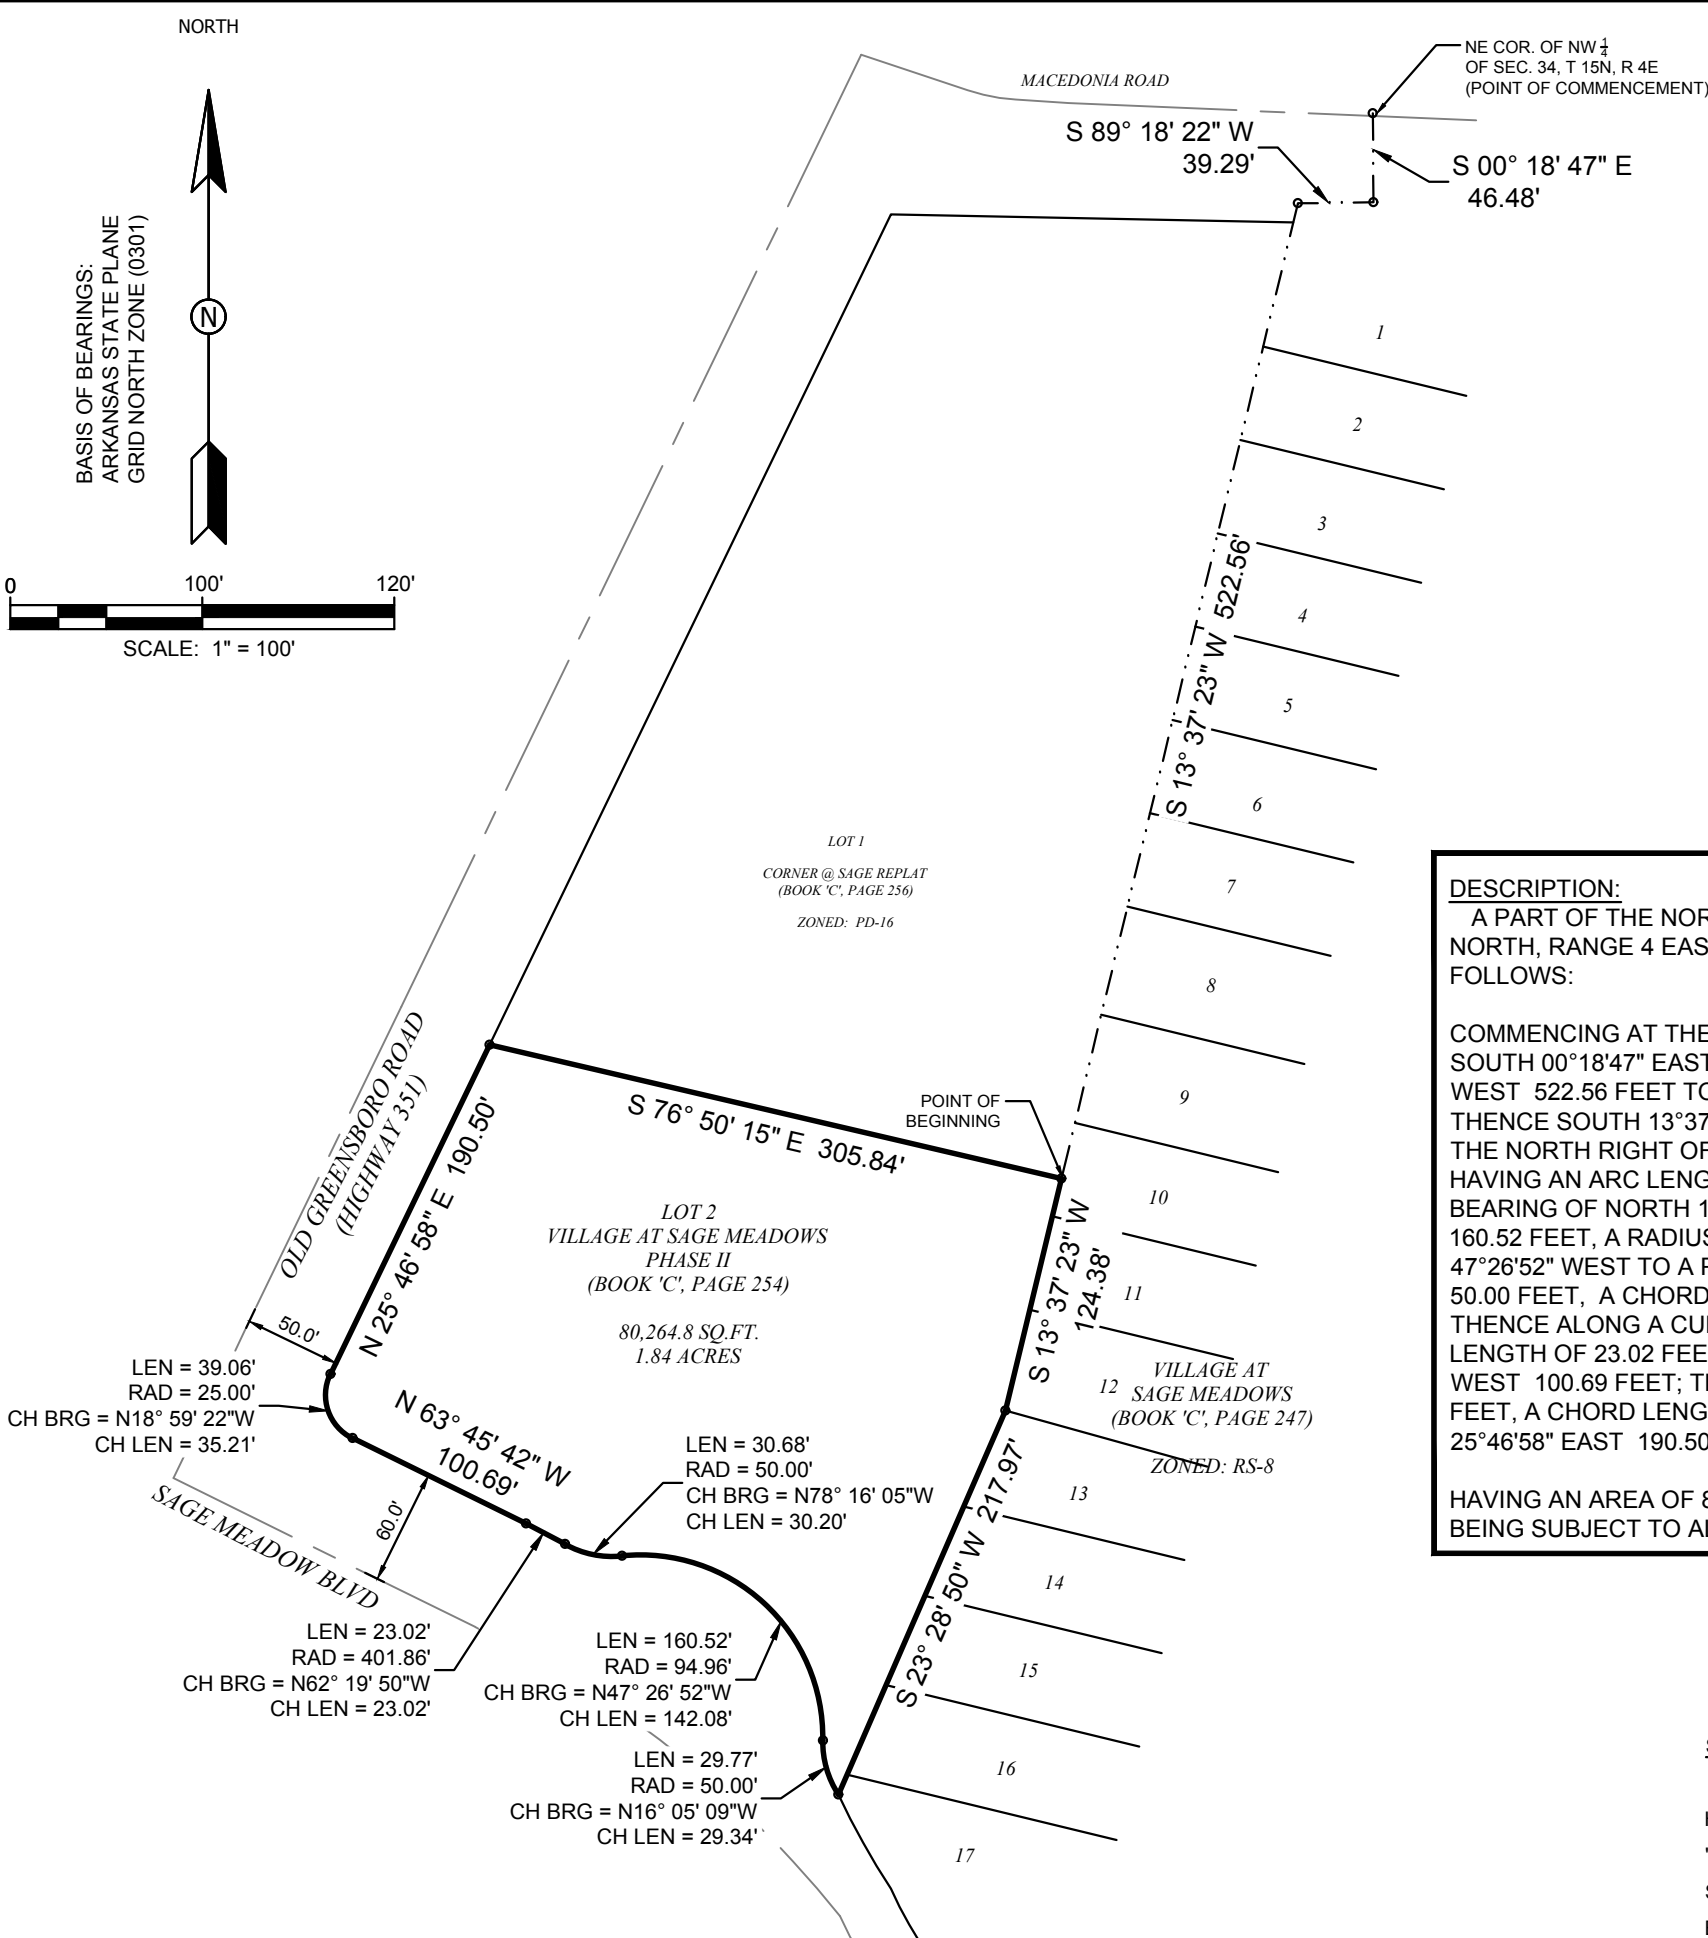 NORTH
NE COR. OF NW 1/4
OF SEC. 34, T 15N, R 4E
(POINT OF COMMENCEMENT)
MACEDONIA ROAD
S 89° 18' 22" W
39.29'
S 00° 18' 47" E
46.48'
N
BASIS OF BEARINGS:
ARKANSAS STATE PLANE
GRID NORTH ZONE (0301)
0 100' 120'
SCALE: 1" = 100'
1
2
3
4
5
6
7
8
9
10
11
12
13
14
15
16
17
S 13° 37' 23" W 522.56'
LOT 1
CORNER @ SAGE REPLAT
(BOOK 'C', PAGE 256)
ZONED: PD-16
OLD GREENSBORO ROAD
(HIGHWAY 351)
S 76° 50' 15" E 305.84'
POINT OF
BEGINNING
N 25° 46' 58" E 190.50'
LOT 2
VILLAGE AT SAGE MEADOWS
PHASE II
(BOOK 'C', PAGE 254)
80,264.8 SQ.FT.
1.84 ACRES
S 13° 37' 23" W
124.38'
50.0'
LEN = 39.06'
RAD = 25.00'
CH BRG = N18° 59' 22"W
CH LEN = 35.21'
N 63° 45' 42" W
100.69'
LEN = 30.68'
RAD = 50.00'
CH BRG = N78° 16' 05"W
CH LEN = 30.20'
VILLAGE AT
SAGE MEADOWS
(BOOK 'C', PAGE 247)
ZONED: RS-8
S 23° 28' 50" W 217.97'
60.0'
SAGE MEADOW BLVD
LEN = 23.02'
RAD = 401.86'
CH BRG = N62° 19' 50"W
CH LEN = 23.02'
LEN = 160.52'
RAD = 94.96'
CH BRG = N47° 26' 52"W
CH LEN = 142.08'
LEN = 29.77'
RAD = 50.00'
CH BRG = N16° 05' 09"W
CH LEN = 29.34'
DESCRIPTION:
A PART OF THE NOR
NORTH, RANGE 4 EAS
FOLLOWS:
COMMENCING AT THE
SOUTH 00°18'47" EAST
WEST 522.56 FEET TO
THENCE SOUTH 13°37
THE NORTH RIGHT OF
HAVING AN ARC LENG
BEARING OF NORTH 1
160.52 FEET, A RADIUS
47°26'52" WEST TO A P
50.00 FEET, A CHORD
THENCE ALONG A CU
LENGTH OF 23.02 FEE
WEST 100.69 FEET; T
FEET, A CHORD LENG
25°46'58" EAST 190.50
HAVING AN AREA OF 8
BEING SUBJECT TO A